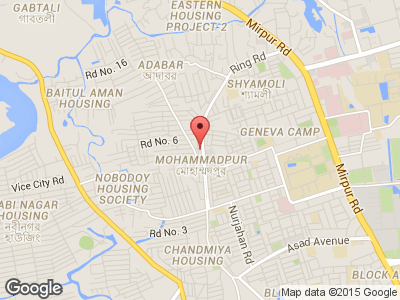 GABTALI
গাবতলী
EASTERN
HOUSING
PROJECT-2
Mirpur Rd
ADABAR
আদাবর
Rd No. 16
Ring Rd
BAITUL AMAN
HOUSING
SHYAMOLI
শ্যামলী
GENEVA CAMP
Rd No. 6
MOHAMMADPUR
মোহাম্মদপুর
NOBODOY
HOUSING
SOCIETY
Vice City Rd
Mirpur Rd
ABI NAGAR
HOUSING
নবীনগর
হাউজিং
Rd No. 3
Nurjahan Rd
Asad Avenue
CHANDMIYA
HOUSING
BLOCK A
BL
Google
Map data ©2015 Google